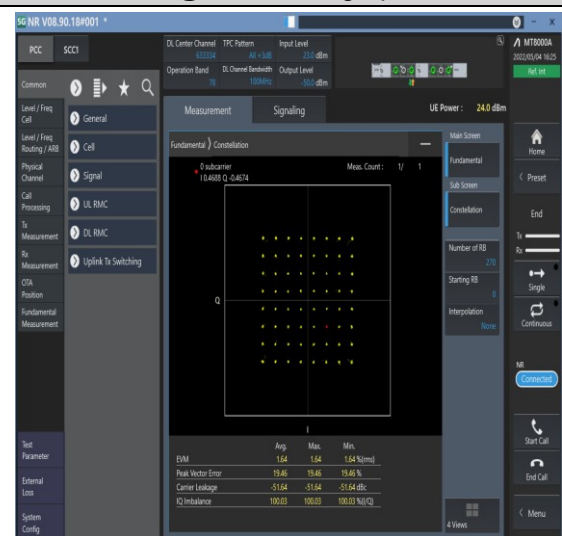 5G NR V08.90.18#001 *
PCC SCC1
DL Center Channel TPC Pattern Input Level
633334 All +3dB 23.0 dBm
Operation Band DL Channel Bandwidth Output Level
78 100MHz -50.0 dBm
MT8000A
2022/05/04 16:25
Ref. Int
Common
Level / Freq
Cell
Level / Freq
Routing / ARB
Physical
Channel
Call
Processing
Tx
Measurement
Rx
Measurement
OTA
Position
Fundamental
Measurement
Test
Parameter
External
Loss
System
Config
General
Cell
Signal
UL RMC
DL RMC
Uplink Tx Switching
Measurement Signaling UE Power : 24.0 dBm
Fundamental Constellation
0 subcarrier Meas. Count : 1/ 1
I 0.4688 Q -0.4674
Q
I
Avg. Max. Min.
EVM 1.64 1.64 1.64 %(rms)
Peak Vector Error 19.46 19.46 19.46 %
Carrier Leakage -51.64 -51.64 -51.64 dBc
IQ Imbalance 100.03 100.03 100.03 %(I/Q)
Main Screen
Fundamental
Sub Screen
Constellation
Number of RB
270
Starting RB
0
Interpolation
None
4 Views
Home
Preset
End
Tx
Rx
Single
Continuous
NR
Connected
Start Call
End Call
Menu